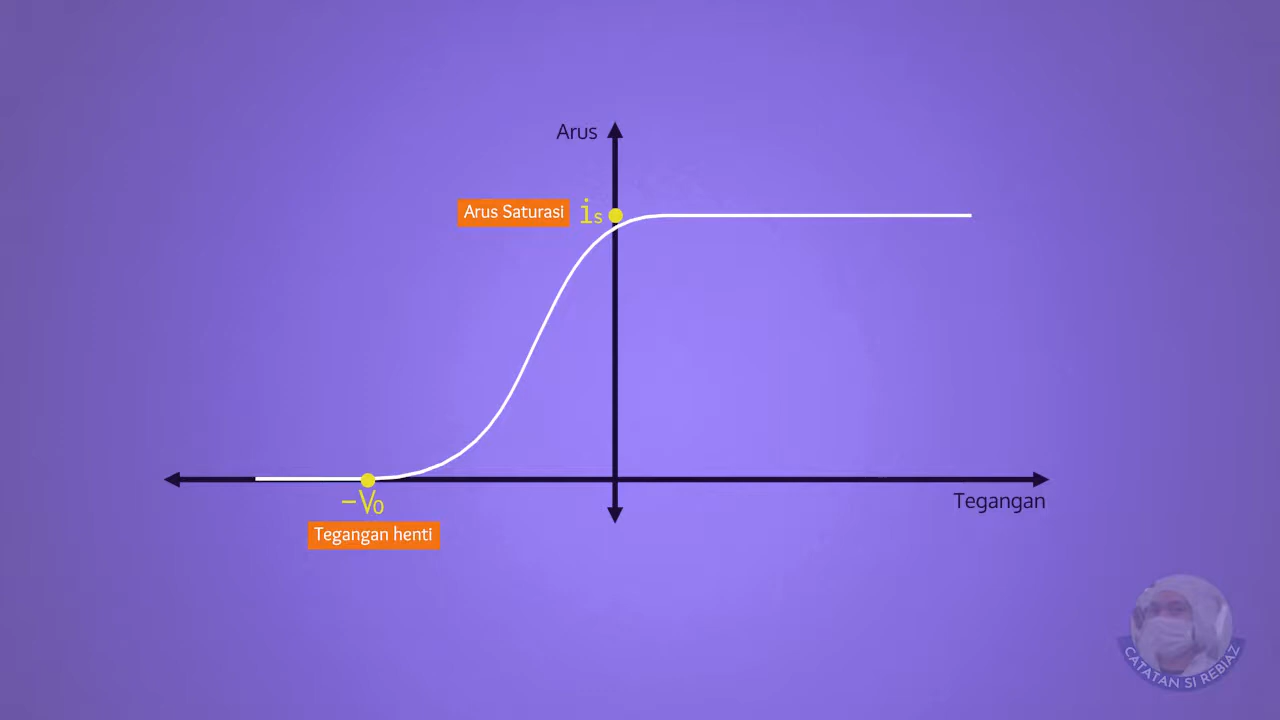 Arus
Arus Saturasi
is
Tegangan
−V0
Tegangan henti
CATATAN SI REBIAZ